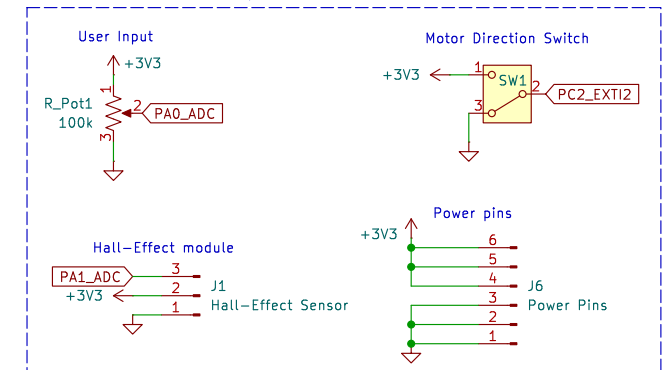 User Input
+3V3
1
R_Pot1
100k
2
PA0_ADC
3
Motor Direction Switch
+3V3
1
SW1
2
PC2_EXTI2
3
Hall-Effect module
PA1_ADC
3
+3V3
2
1
J1
Hall-Effect Sensor
Power pins
+3V3
6
5
4
3
2
1
J6
Power Pins